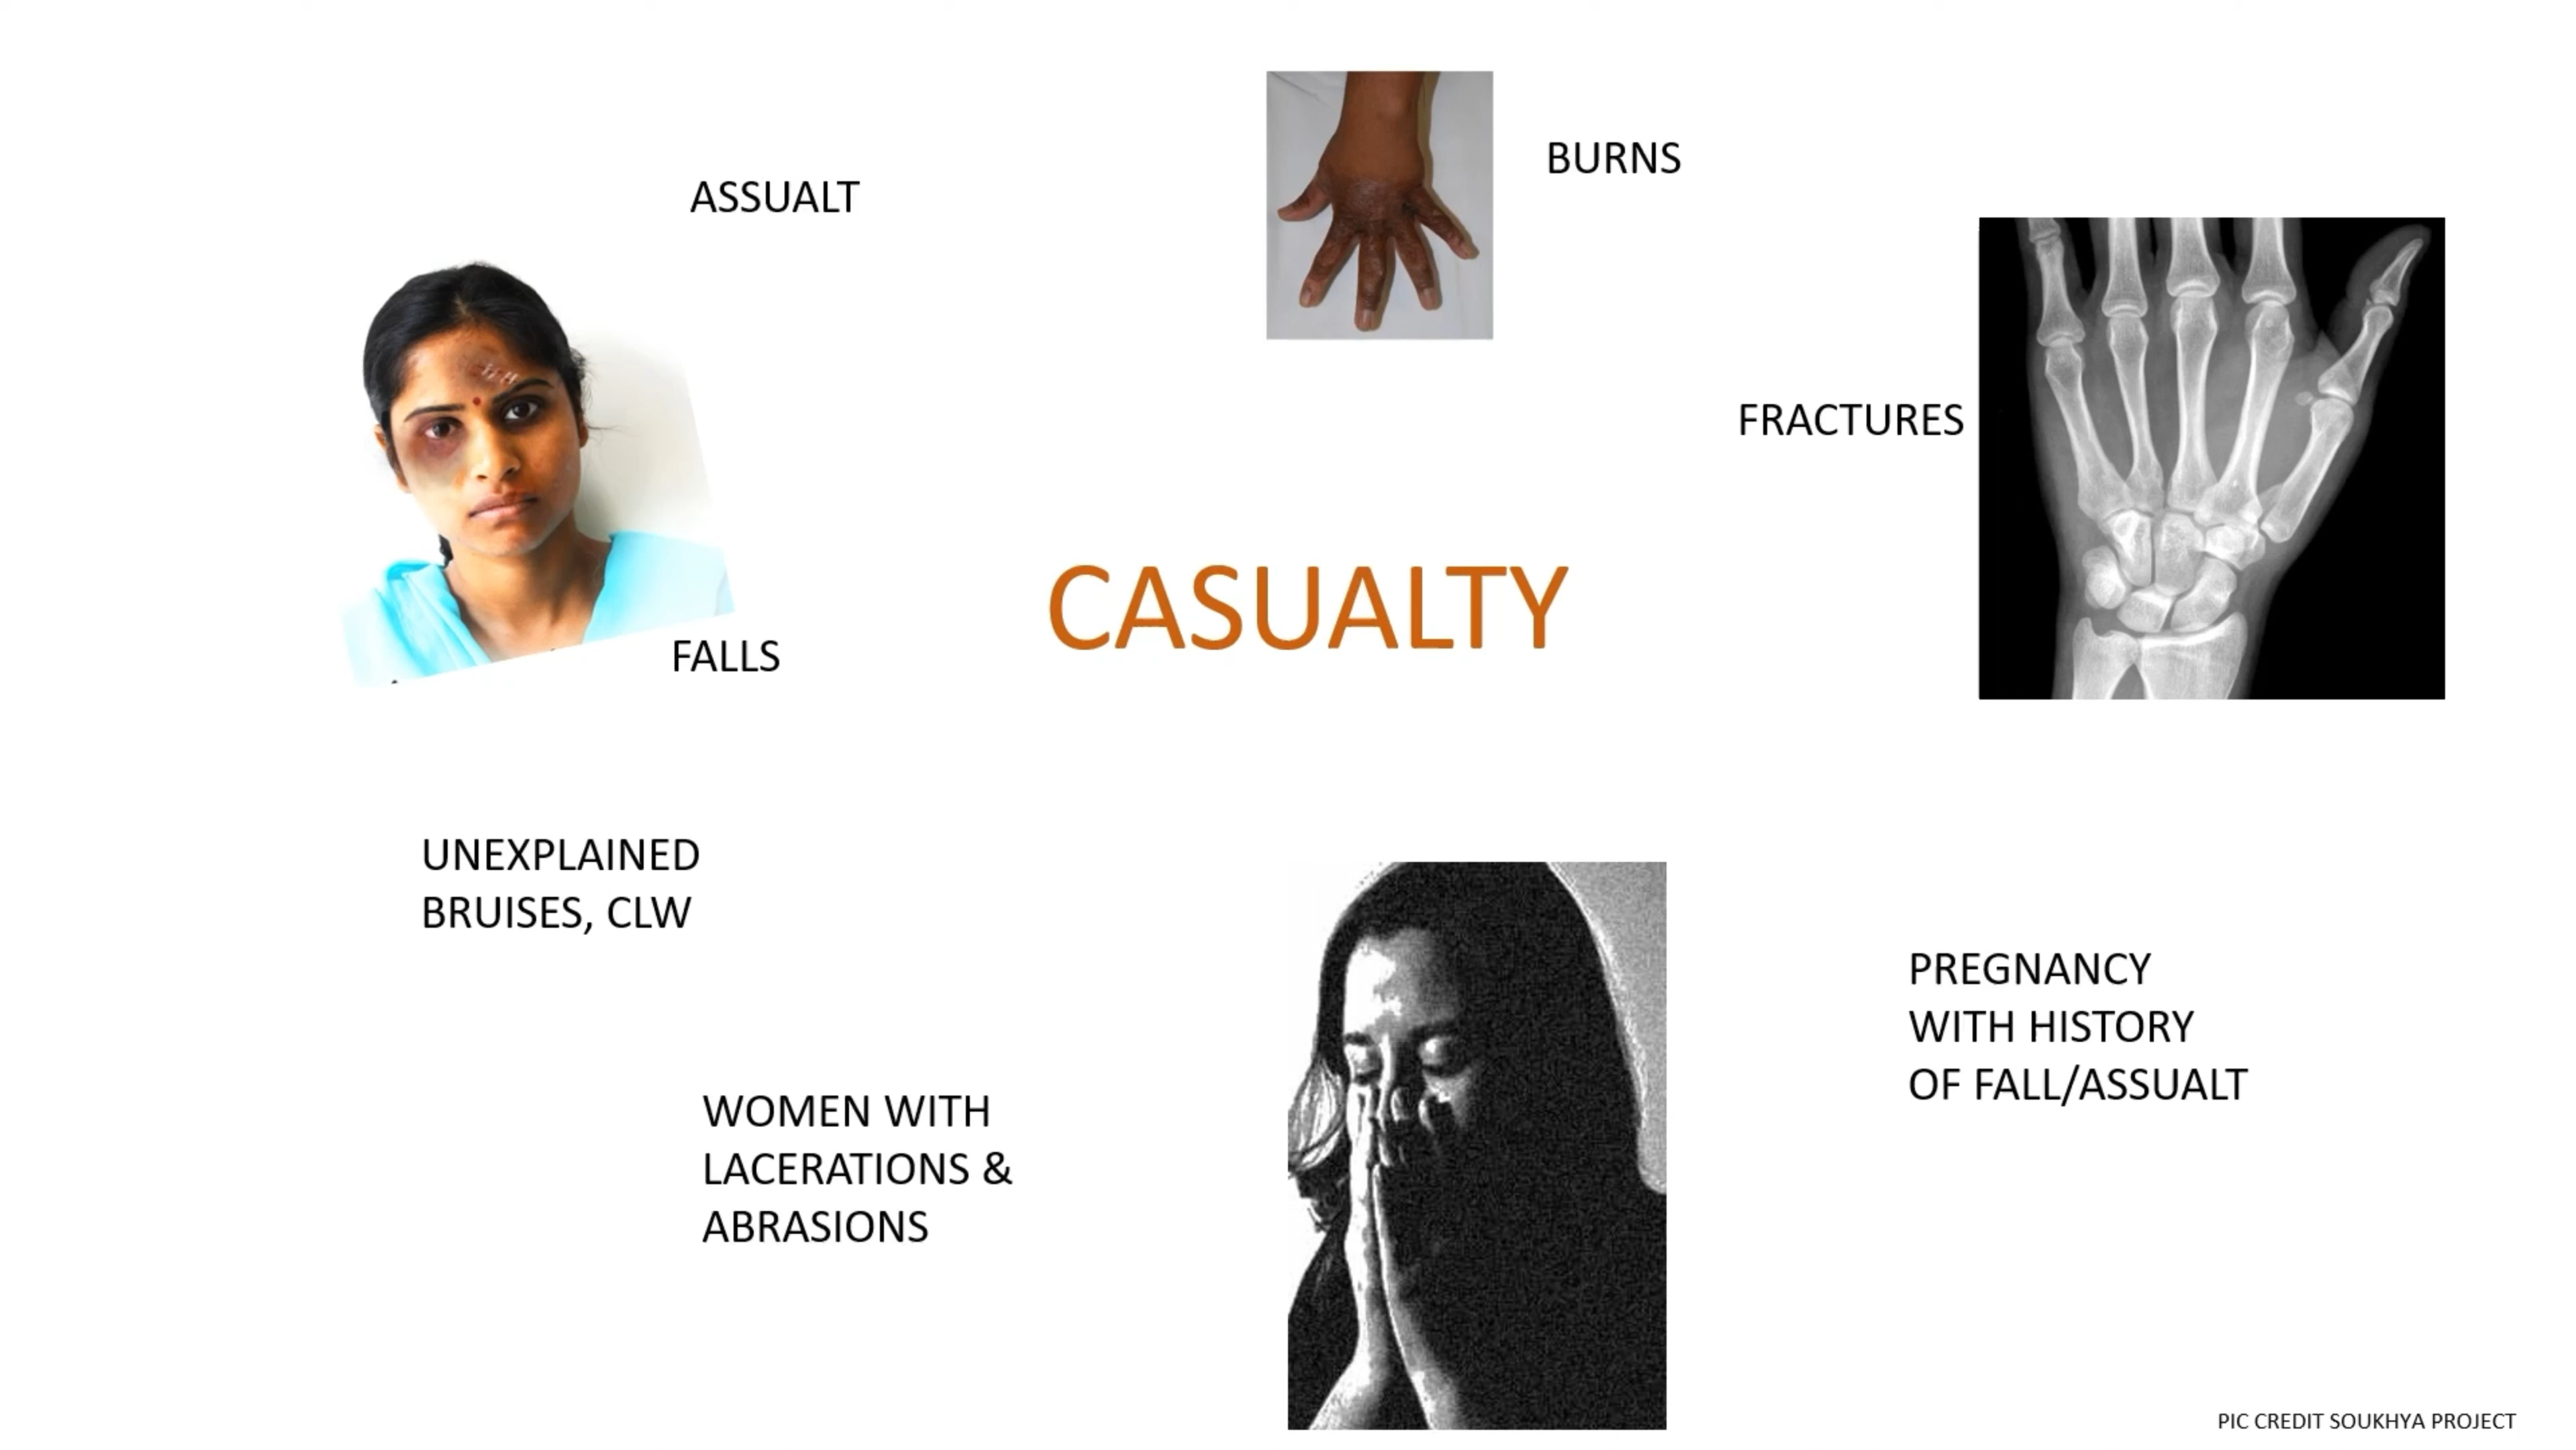 BURNS
ASSUALT
FRACTURES
CASUALTY
FALLS
UNEXPLAINED
BRUISES, CLW
PREGNANCY
WITH HISTORY
OF FALL/ASSUALT
WOMEN WITH
LACERATIONS &
ABRASIONS
PIC CREDIT SOUKHYA PROJECT